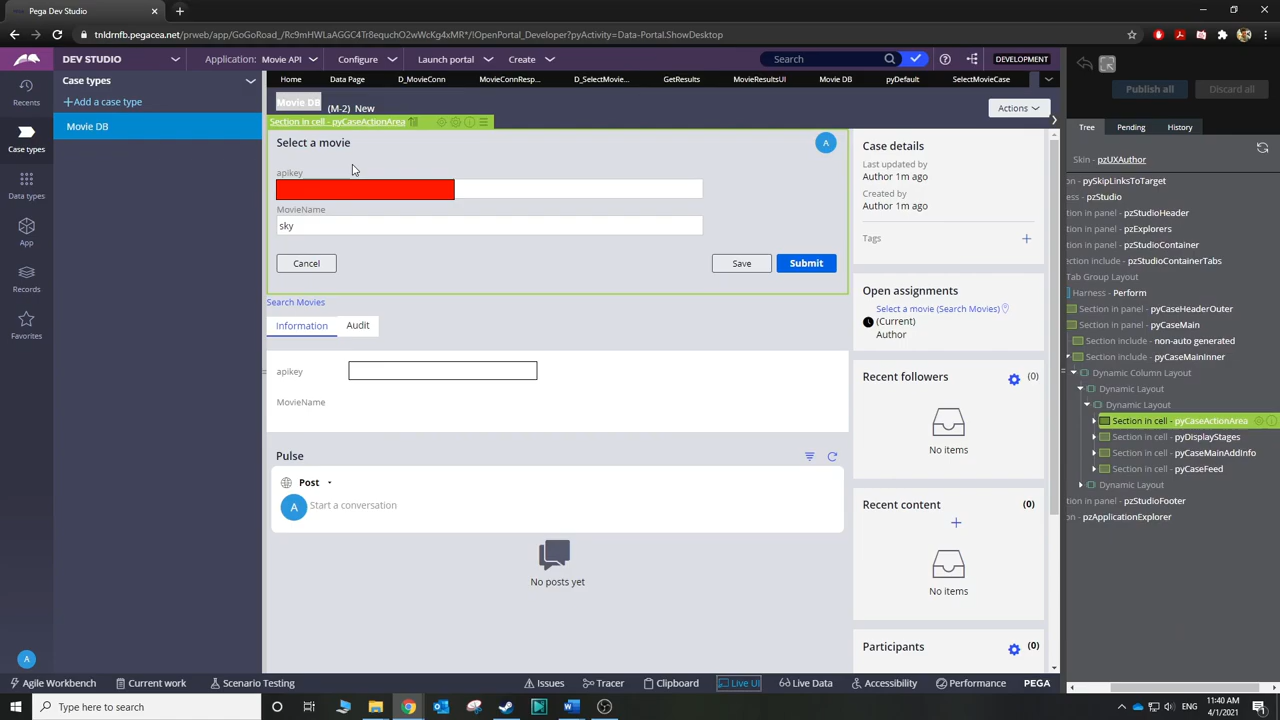 Pega Dev Studio
tnldrnfb.pegacea.net/prweb/app/GoGoRoad_/Rc9mHWLaAGGC4Tr8equchO2wWcKg4xMR*/!OpenPortal_Developer?pyActivity=Data-Portal.ShowDesktop
DEV STUDIO
Application: Movie API
Configure
Launch portal
Create
Search
DEVELOPMENT
Recents
Case types
Data types
App
Records
Favorites
A
Case types
Add a case type
Movie DB
Home
Data Page
D_MovieConn
MovieConnResp...
D_SelectMovie...
GetResults
MovieResultsUI
Movie DB
pyDefault
SelectMovieCase
Movie DB
(M-2) New
Actions
Section in cell - pyCaseActionArea
Select a movie
A
apikey
MovieName
sky
Cancel
Save
Submit
Search Movies
Information
Audit
apikey
MovieName
Pulse
Post
A
Start a conversation
No posts yet
Case details
Last updated by
Author 1m ago
Created by
Author 1m ago
Tags
Open assignments
Select a movie (Search Movies)
(Current)
Author
Recent followers
(0)
No items
Recent content
(0)
No items
Participants
(0)
Publish all
Discard all
Tree
Pending
History
Skin - pyUXAuthor
- pySkipLinksToTarget
ess - pzStudio
n in panel - pzStudioHeader
n in panel - pzExplorers
n in panel - pzStudioContainer
ection include - pzStudioContainerTabs
Tab Group Layout
Harness - Perform
Section in panel - pyCaseHeaderOuter
Section in panel - pyCaseMain
Section include - non-auto generated
Section include - pyCaseMainInner
Dynamic Column Layout
Dynamic Layout
Dynamic Layout
Section in cell - pyCaseActionArea
Section in cell - pyDisplayStages
Section in cell - pyCaseMainAddInfo
Section in cell - pyCaseFeed
Dynamic Layout
on in panel - pzStudioFooter
on - pzApplicationExplorer
Agile Workbench
Current work
Scenario Testing
Issues
Tracer
Clipboard
Live UI
Live Data
Accessibility
Performance
PEGA
Type here to search
11:40 AM
4/1/2021